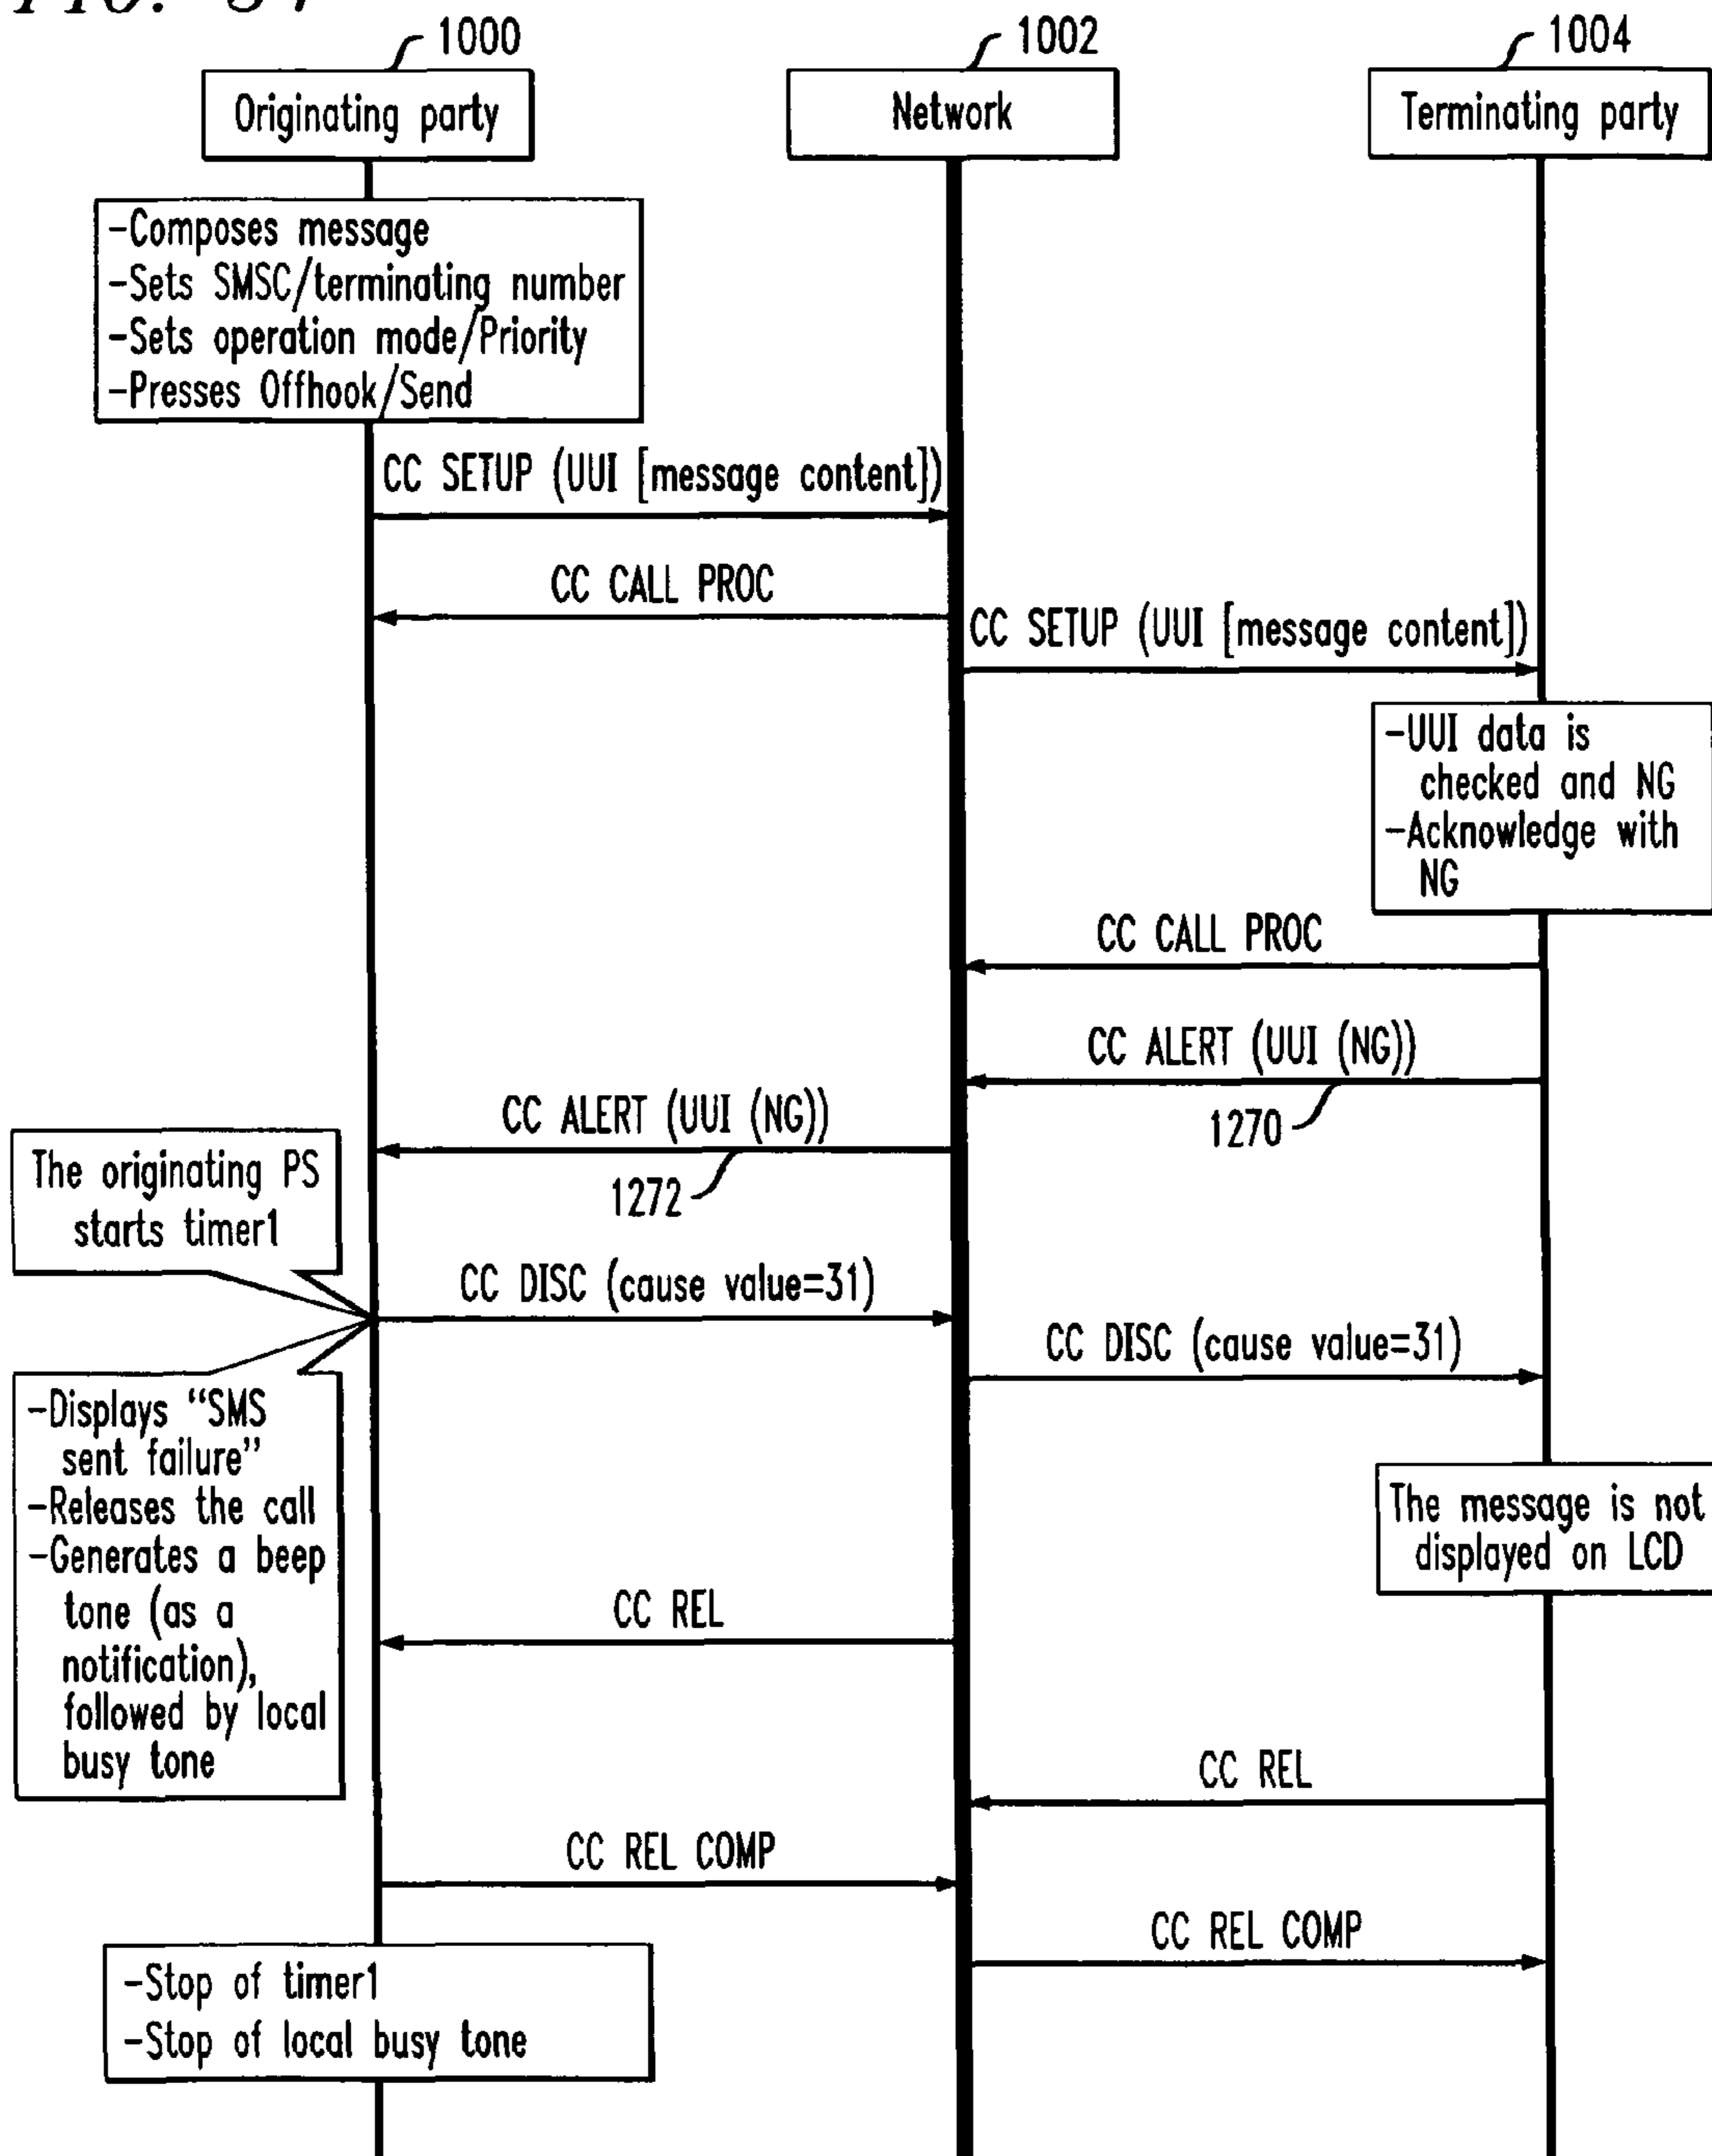 1000
1002
1004
Originating party
Network
Terminating party
-Composes message
-Sets SMSC/terminating number
-Sets operation mode/Priority
-Presses Offhook/Send
CC SETUP (UUI [message content])
CC CALL PROC
CC SETUP (UUI [message content])
-UUI data is
checked and NG
-Acknowledge with
NG
CC CALL PROC
CC ALERT (UUI (NG))
1270
CC ALERT (UUI (NG))
1272
The originating PS
starts timer1
CC DISC (cause value=31)
CC DISC (cause value=31)
-Displays “SMS
sent failure”
-Releases the call
-Generates a beep
tone (as a
notification),
followed by local
busy tone
The message is not
displayed on LCD
CC REL
CC REL
CC REL COMP
CC REL COMP
-Stop of timer1
-Stop of local busy tone